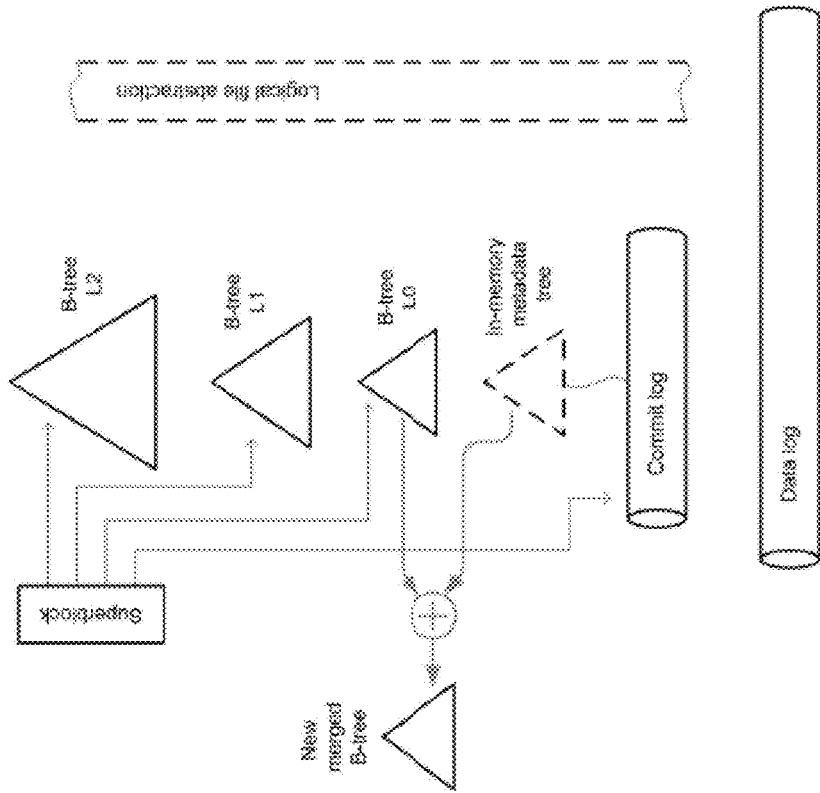 Logical file abstraction
B-tree
L2
B-tree
L1
B-tree
L0
In-memory
metadata
tree
Superblock
Commit log
Data log
New
merged
B-tree